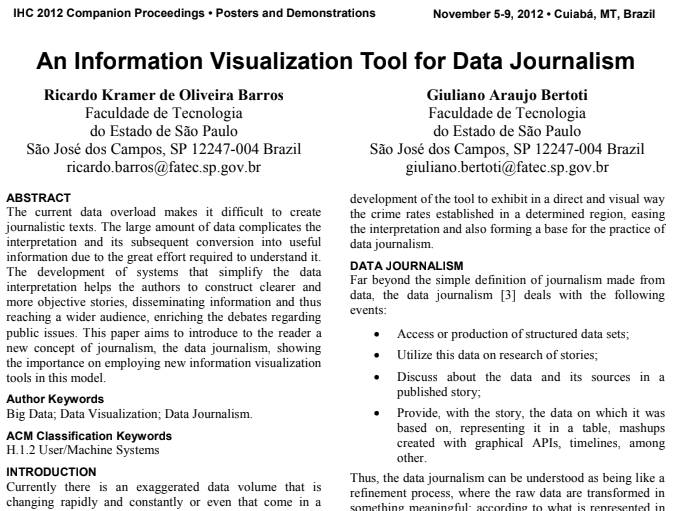 IHC 2012 Companion Proceedings • Posters and Demonstrations
November 5-9, 2012 • Cuiabá, MT, Brazil
An Information Visualization Tool for Data Journalism
Ricardo Kramer de Oliveira Barros
Faculdade de Tecnologia
do Estado de São Paulo
São José dos Campos, SP 12247-004 Brazil
ricardo.barros@fatec.sp.gov.br
Giuliano Araujo Bertoti
Faculdade de Tecnologia
do Estado de São Paulo
São José dos Campos, SP 12247-004 Brazil
giuliano.bertoti@fatec.sp.gov.br
ABSTRACT
The current data overload makes it difficult to create
journalistic texts. The large amount of data complicates the
interpretation and its subsequent conversion into useful
information due to the great effort required to understand it.
The development of systems that simplify the data
interpretation helps the authors to construct clearer and
more objective stories, disseminating information and thus
reaching a wider audience, enriching the debates regarding
public issues. This paper aims to introduce to the reader a
new concept of journalism, the data journalism, showing
the importance on employing new information visualization
tools in this model.
Author Keywords
Big Data; Data Visualization; Data Journalism.
ACM Classification Keywords
H.1.2 User/Machine Systems
INTRODUCTION
Currently there is an exaggerated data volume that is
changing rapidly and constantly or even that come in a
development of the tool to exhibit in a direct and visual way
the crime rates established in a determined region, easing
the interpretation and also forming a base for the practice of
data journalism.
DATA JOURNALISM
Far beyond the simple definition of journalism made from
data, the data journalism [3] deals with the following
events:
• Access or production of structured data sets;
• Utilize this data on research of stories;
• Discuss about the data and its sources in a
published story;
• Provide, with the story, the data on which it was
based on, representing it in a table, mashups
created with graphical APIs, timelines, among
other.
Thus, the data journalism can be understood as being like a
refinement process, where the raw data are transformed in
something meaningful; according to what is represented in